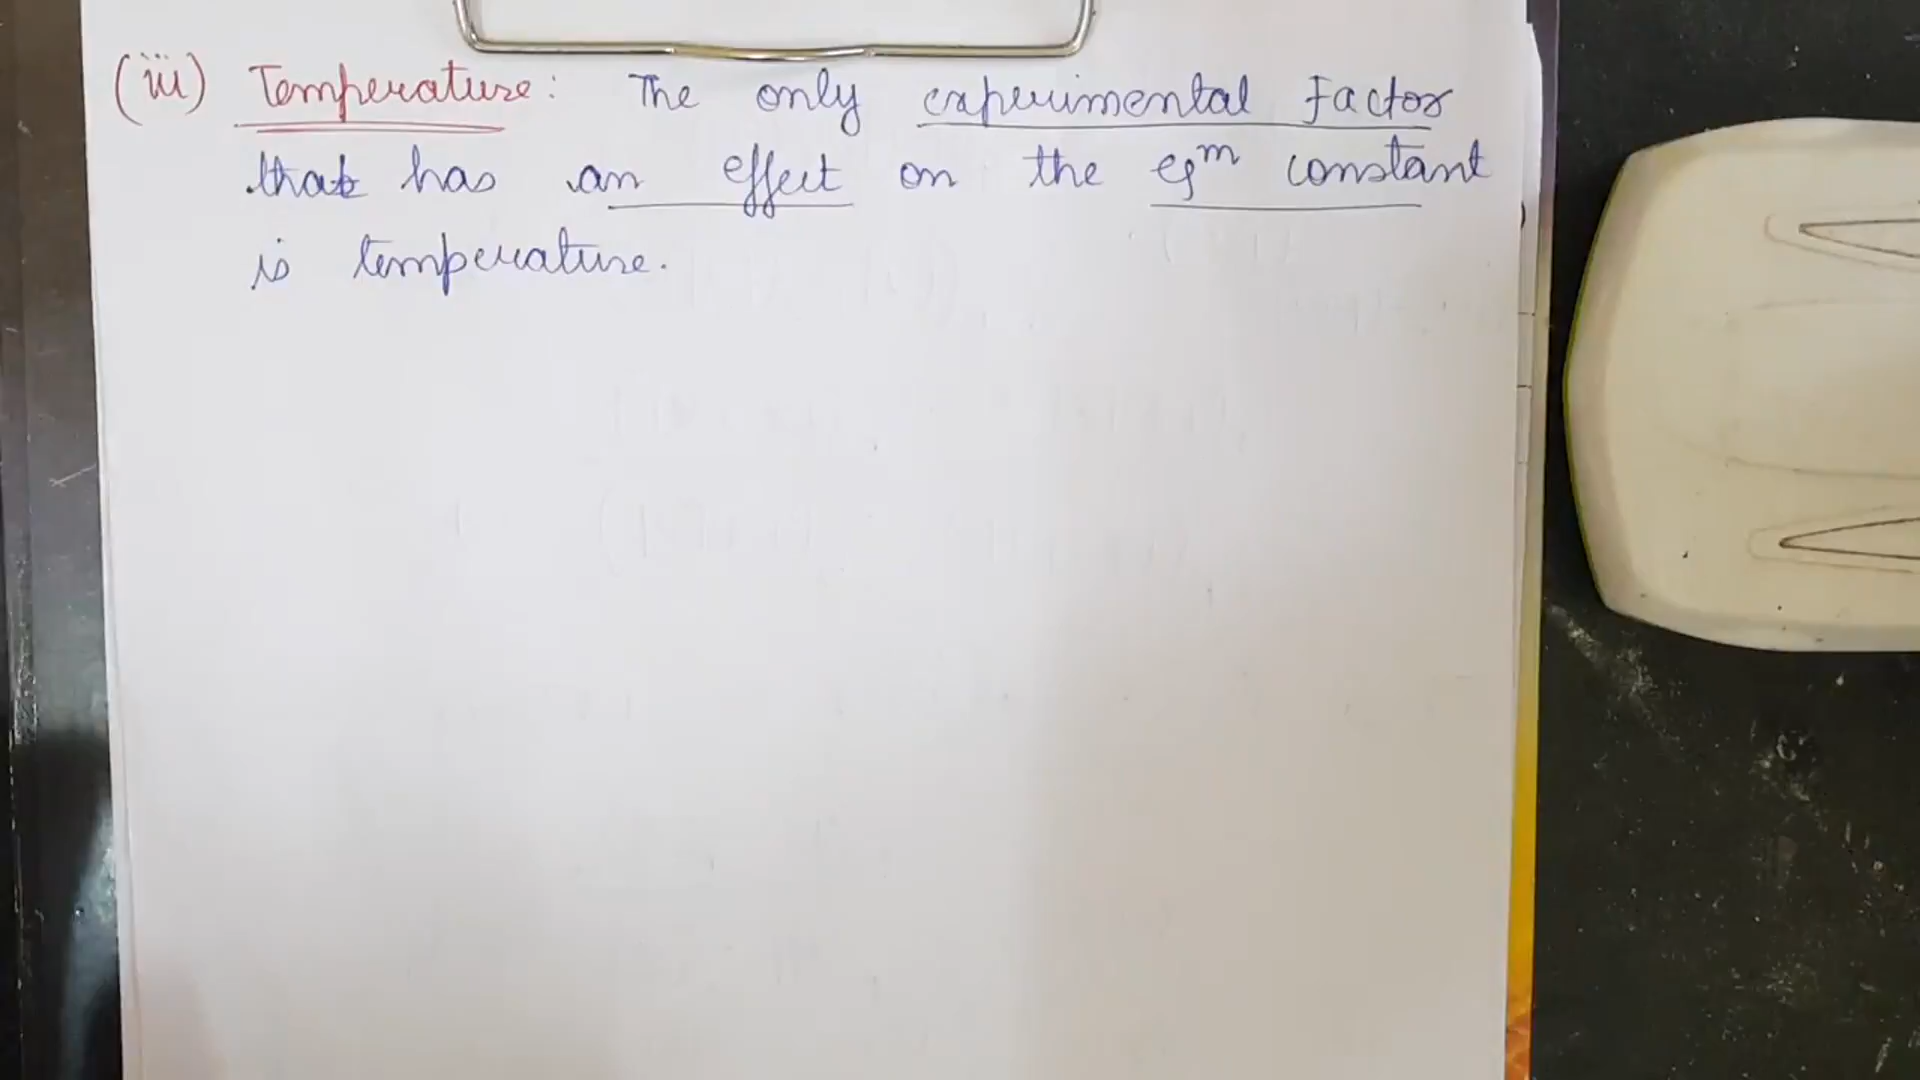 (iii) Temperature: The only experimental Factor
that has an effect on the eqm constant
is temperature.